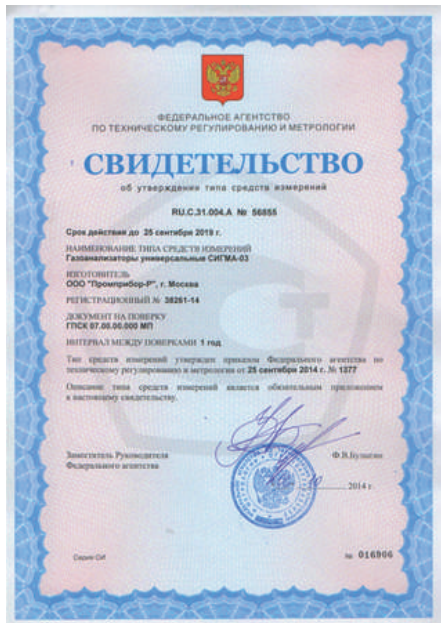 ФЕДЕРАЛЬНОЕ АГЕНТСТВО
ПО ТЕХНИЧЕСКОМУ РЕГУЛИРОВАНИЮ И МЕТРОЛОГИИ
СВИДЕТЕЛЬСТВО
об утверждении типа средств измерений
RU.C.31.004.A № 56855
Срок действия до 25 сентября 2019 г.
НАИМЕНОВАНИЕ ТИПА СРЕДСТВ ИЗМЕРЕНИЙ
Газоанализаторы универсальные СИГМА-03
ИЗГОТОВИТЕЛЬ
ООО "Промприбор-Р", г. Москва
РЕГИСТРАЦИОННЫЙ № 38261-14
ДОКУМЕНТ НА ПОВЕРКУ
ГПСК 07.00.00.000 МП
ИНТЕРВАЛ МЕЖДУ ПОВЕРКАМИ 1 год
Тип средств измерений утвержден приказом Федерального агентства по
техническому регулированию и метрологии от 25 сентября 2014 г. № 1377
Описание типа средств измерений является обязательным приложением
к настоящему свидетельству.
Заместитель Руководителя
Федерального агентства
Ф.В.Булыгин
10
2014 г.
Серия СИ
№ 016906